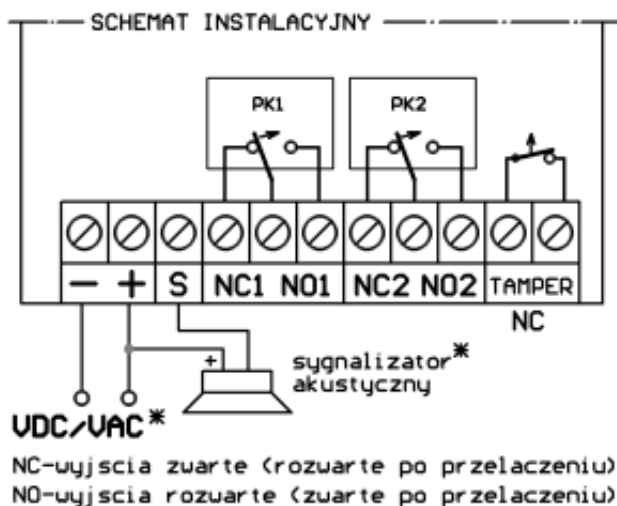 SCHEMAT INSTALACYJNY
PK1 PK2
- + S NC1 NO1 NC2 NO2 TAMPER
NC
+
sygnalizator*
akustyczny
VDC/VAC*
NC-wyjscia zwarte (rozwarte po przelaczeniu)
NO-wyjscia rozwarte (zwarte po przelaczeniu)